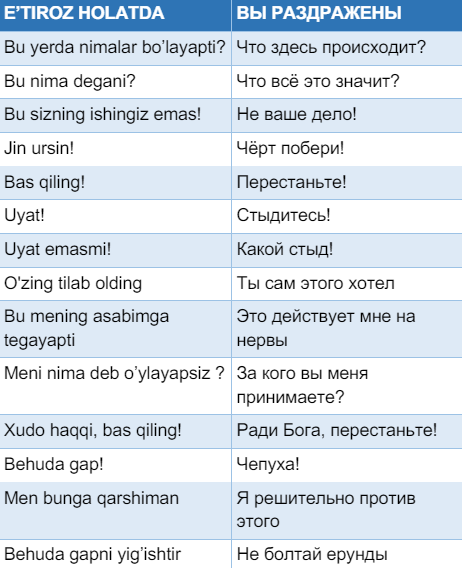 E’TIROZ HOLATDA ВЫ РАЗДРАЖЕНЫ
Bu yerda nimalar bo’layapti? Что здесь происходит?
Bu nima degani? Что всё это значит?
Bu sizning ishingiz emas! Не ваше дело!
Jin ursin! Чёрт побери!
Bas qiling! Перестаньте!
Uyat! Стыдитесь!
Uyat emasmi! Какой стыд!
O'zing tilab olding Ты сам этого хотел
Bu mening asabimga Это действует мне на
tegayapti нервы
Meni nima deb o’ylayapsiz ? За кого вы меня
принимаете?
Xudo haqqi, bas qiling! Ради Бога, перестаньте!
Behuda gap! Чепуха!
Men bunga qarshiman Я решительно против
этого
Behuda gapni yig’ishtir Не болтай ерунды